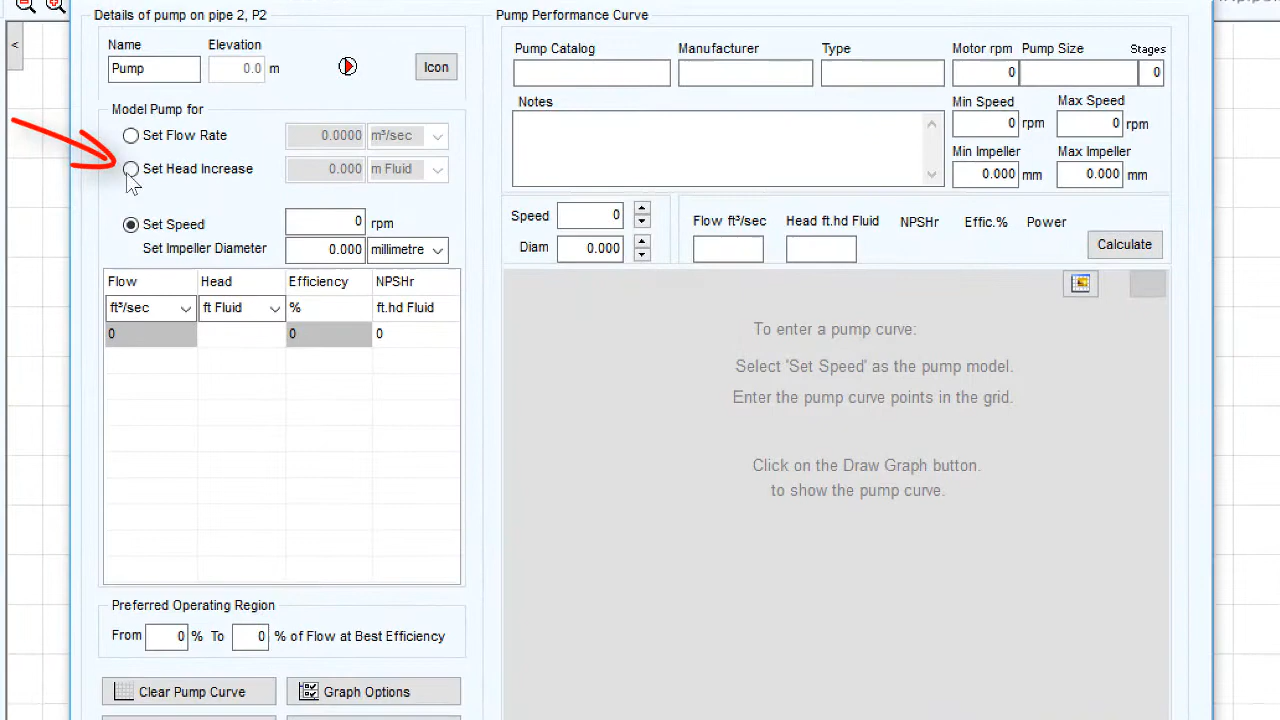 Details of pump on pipe 2, P2
Name
Elevation
Pump
0.0 m
Icon
<
Model Pump for
Set Flow Rate 0.0000 m³/sec
Set Head Increase 0.000 m Fluid
Set Speed 0 rpm
Set Impeller Diameter 0.000 millimetre
Flow Head Efficiency NPSHr
ft³/sec ft Fluid % ft.hd Fluid
0 0 0
Preferred Operating Region
From 0 % To 0 % of Flow at Best Efficiency
Clear Pump Curve
Graph Options
Pump Performance Curve
Pump Catalog Manufacturer Type Motor rpm Pump Size Stages
0 0
Notes
Min Speed Max Speed
0 rpm 0 rpm
Min Impeller Max Impeller
0.000 mm 0.000 mm
Speed 0
Diam 0.000
Flow ft³/sec Head ft.hd Fluid NPSHr Effic.% Power
Calculate
To enter a pump curve:
Select 'Set Speed' as the pump model.
Enter the pump curve points in the grid.
Click on the Draw Graph button.
to show the pump curve.